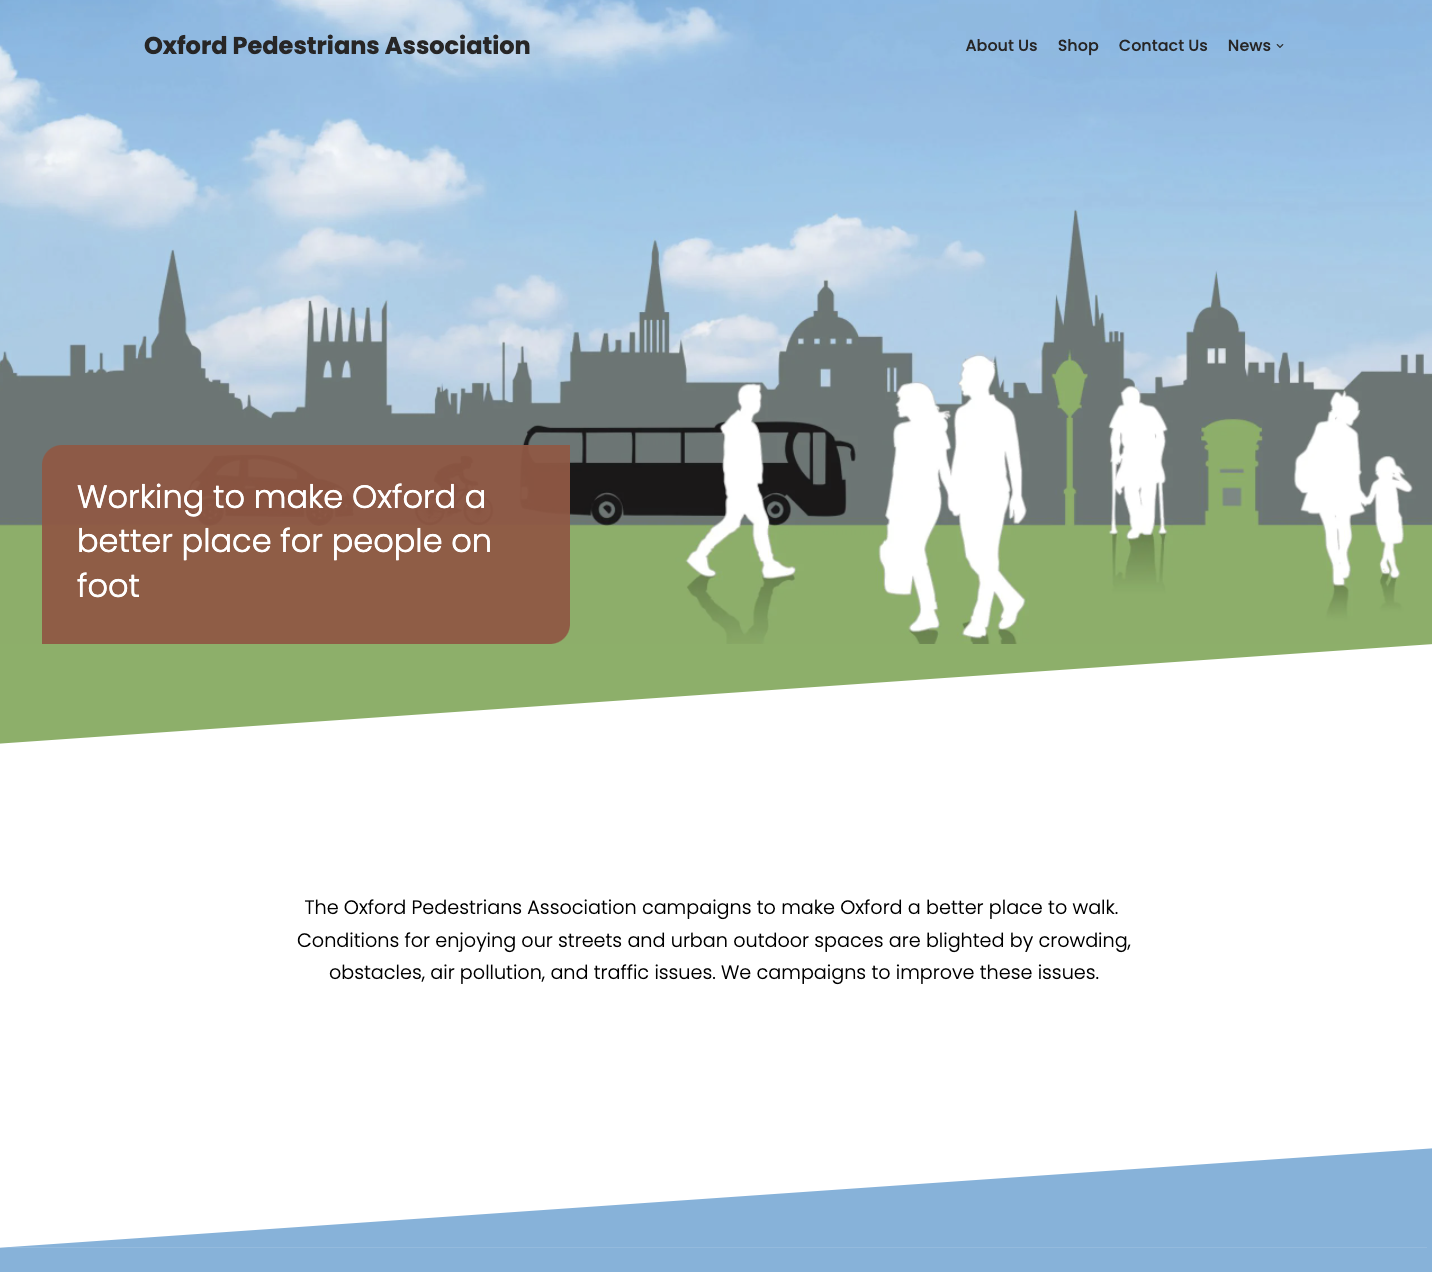 Oxford Pedestrians Association
About Us Shop Contact Us News
Working to make Oxford a
better place for people on
foot
The Oxford Pedestrians Association campaigns to make Oxford a better place to walk.
Conditions for enjoying our streets and urban outdoor spaces are blighted by crowding,
obstacles, air pollution, and traffic issues. We campaigns to improve these issues.